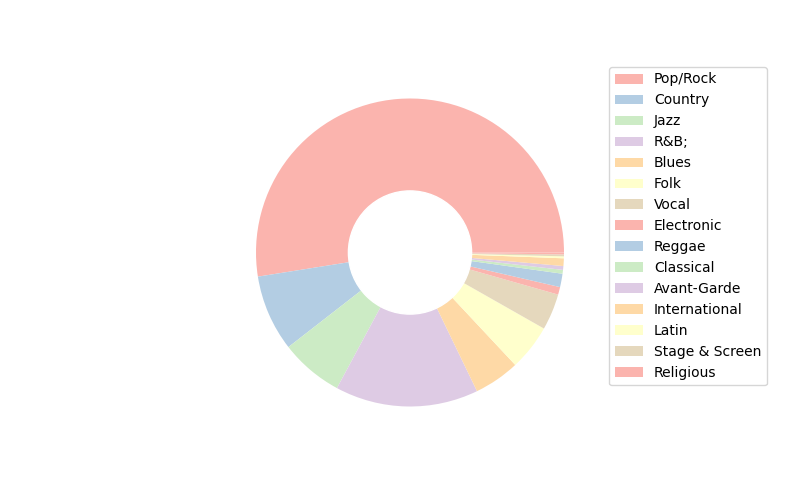 Pop/Rock
Country
Jazz
R&B;
Blues
Folk
Vocal
Electronic
Reggae
Classical
Avant-Garde
International
Latin
Stage & Screen
Religious